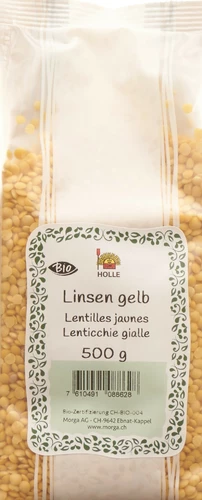 BIO
HOLLE
Linsen gelb
Lentilles jaunes
Lenticchie gialle
500 g
7 610491 088628
Bio-Zertifizierung CH-BIO-004
Morga AG - CH-9642 Ebnat-Kappel
www.morga.ch